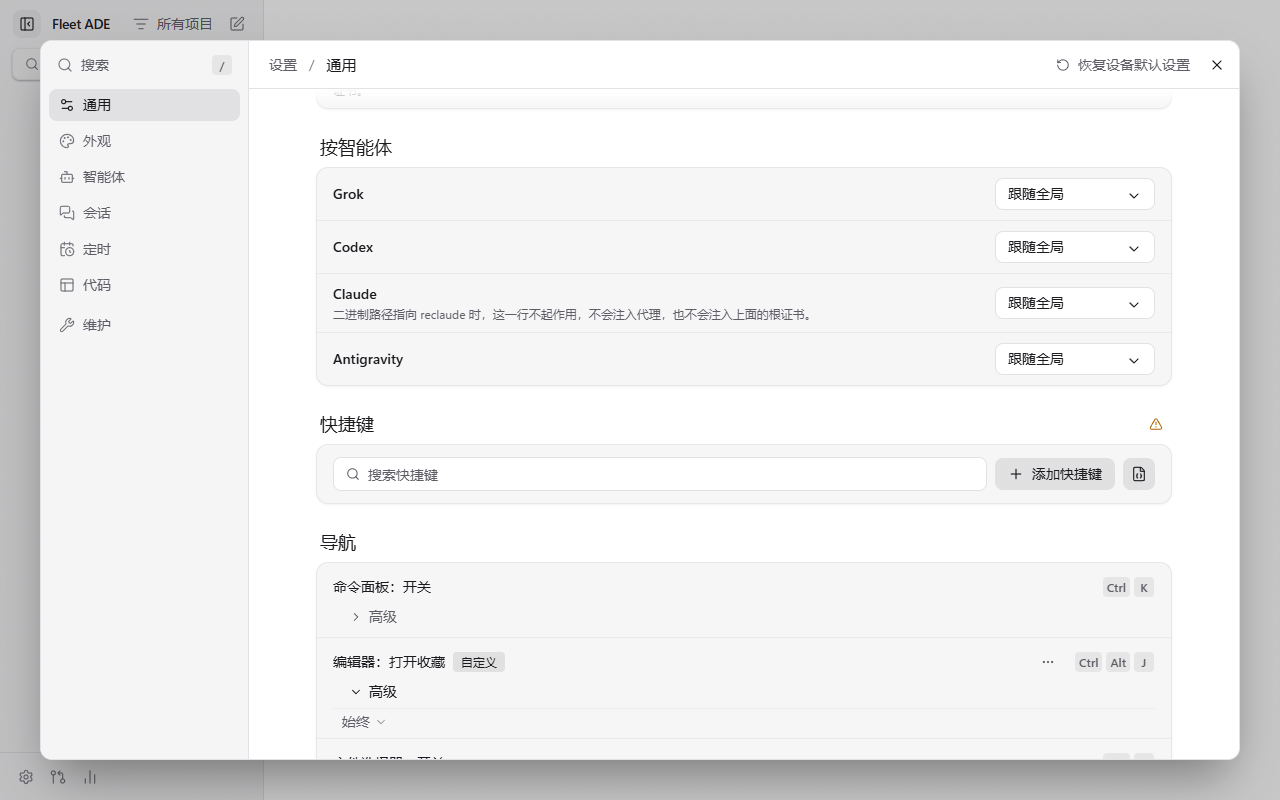 Fleet ADE
所有项目
搜索
/
通用
外观
智能体
会话
定时
代码
维护
设置 / 通用
恢复设备默认设置
按智能体
Grok
跟随全局
Codex
跟随全局
Claude
二进制路径指向 reclaude 时，这一行不起作用，不会注入代理，也不会注入上面的根证书。
跟随全局
Antigravity
跟随全局
快捷键
搜索快捷键
添加快捷键
导航
命令面板：开关
Ctrl K
高级
编辑器：打开收藏 自定义
Ctrl Alt J
高级
始终